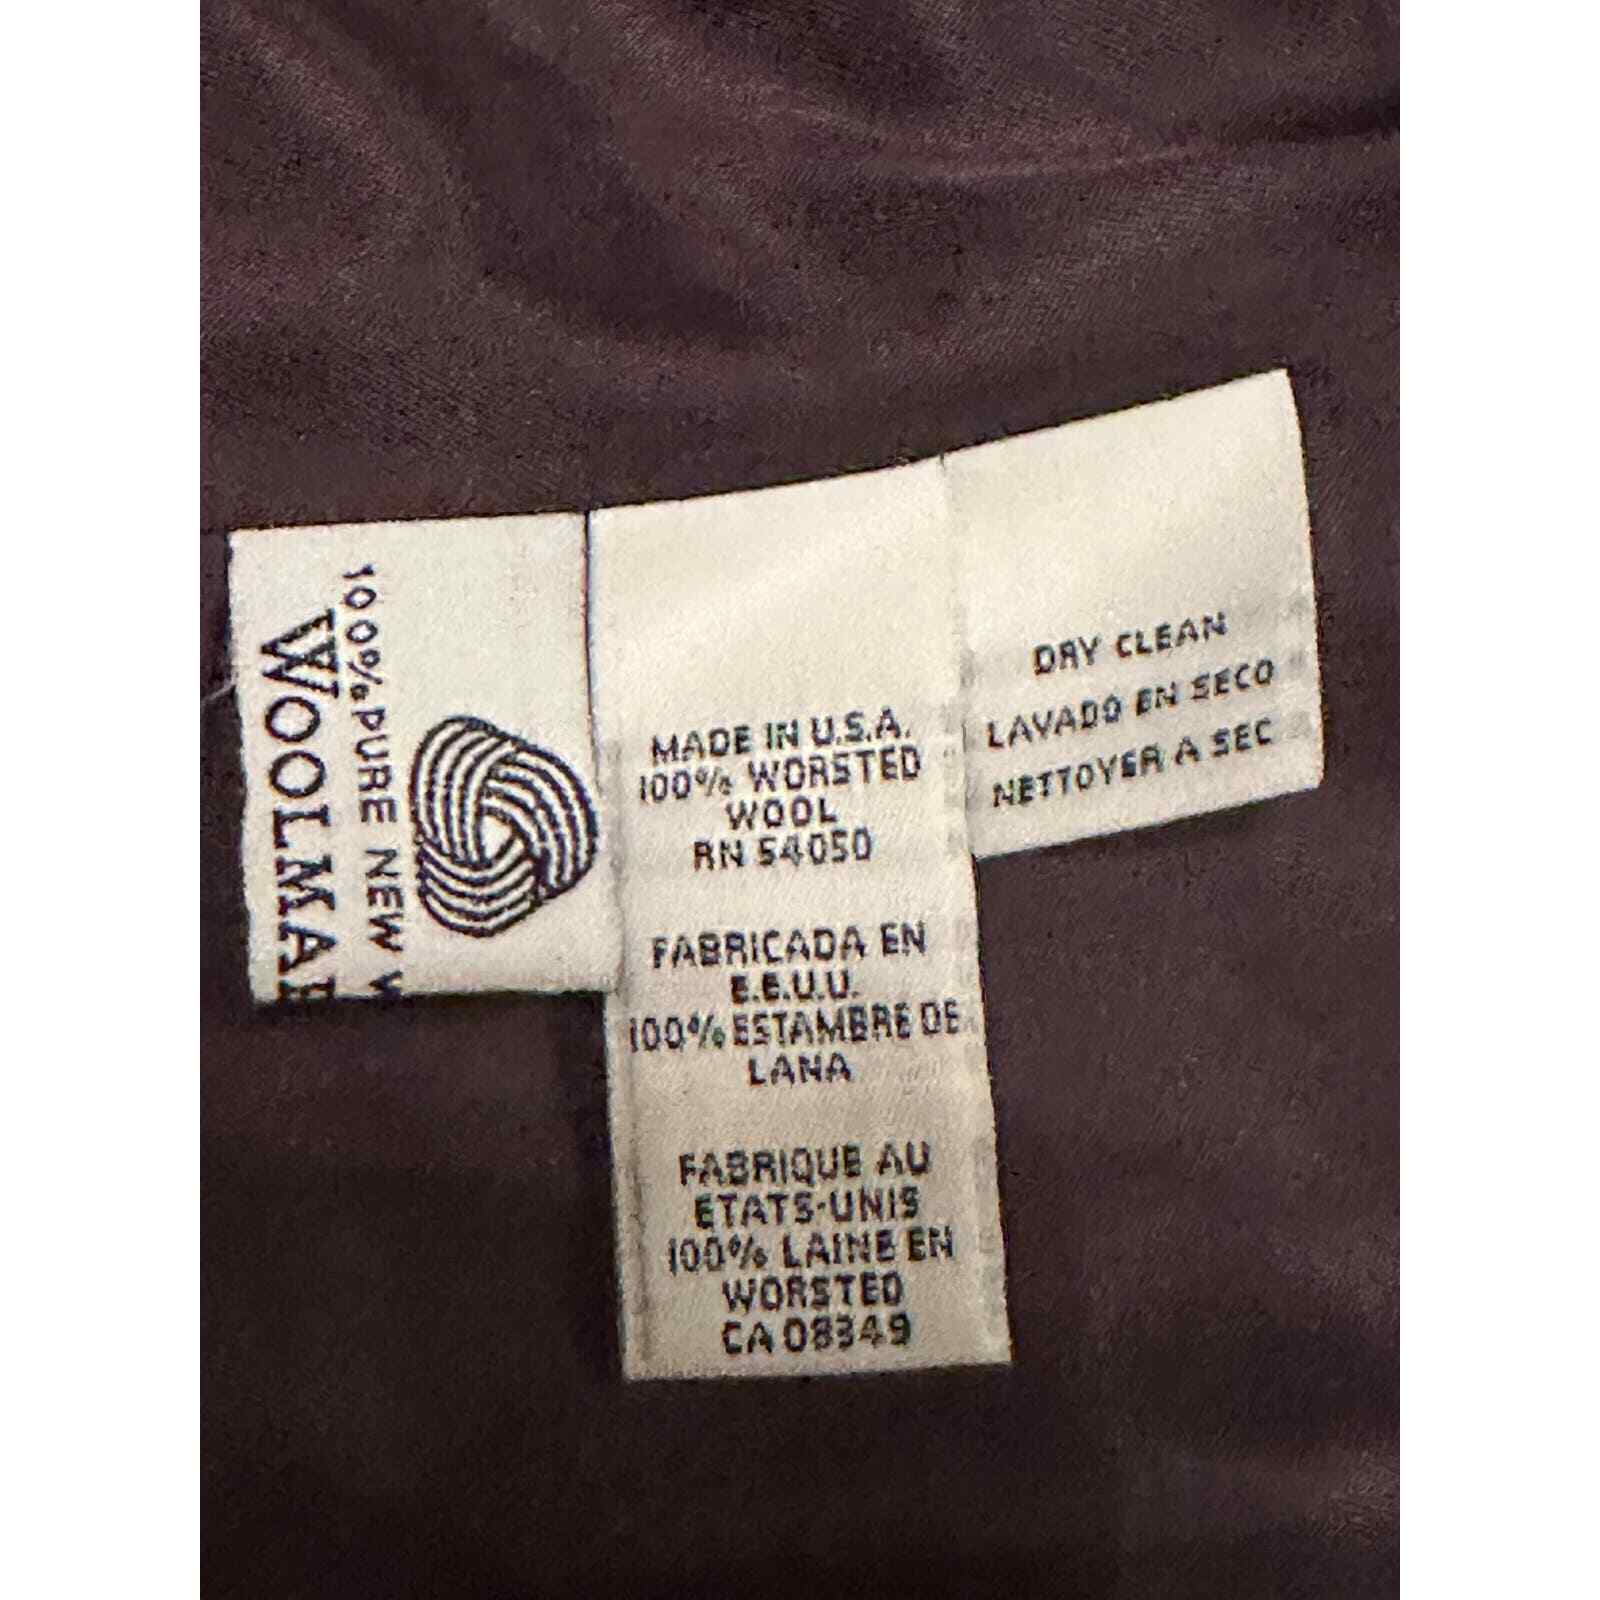 100% PURE NEW
WOOLMAR
MADE IN U.S.A.
100% WORSTED
WOOL
RN 54050
FABRICADA EN
E.E.U.U.
100% ESTAMBRE DE
LANA
FABRIQUE AU
ETATS-UNIS
100% LAINE EN
WORSTED
CA 08349
DRY CLEAN
LAVADO EN SECO
NETTOYER A SEC